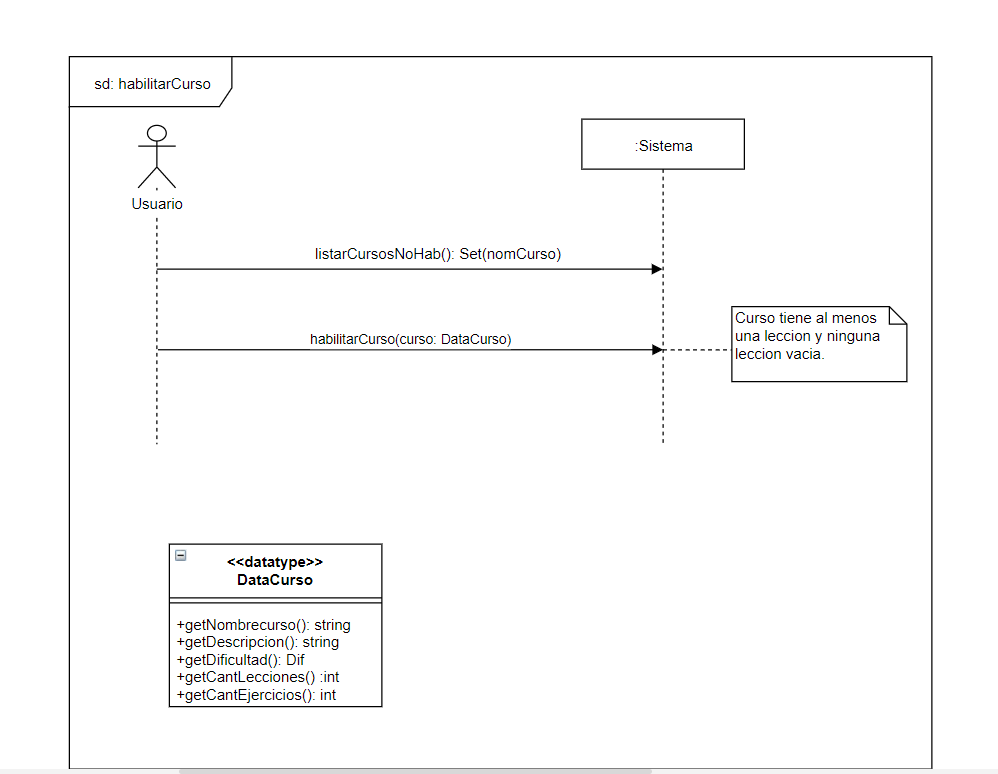 sd: habilitarCurso
:Sistema
Usuario
listarCursosNoHab(): Set(nomCurso)
habilitarCurso(curso: DataCurso)
Curso tiene al menos
una leccion y ninguna
leccion vacia.
<<datatype>>
DataCurso
+getNombrecurso(): string
+getDescripcion(): string
+getDificultad(): Dif
+getCantLecciones() :int
+getCantEjercicios(): int